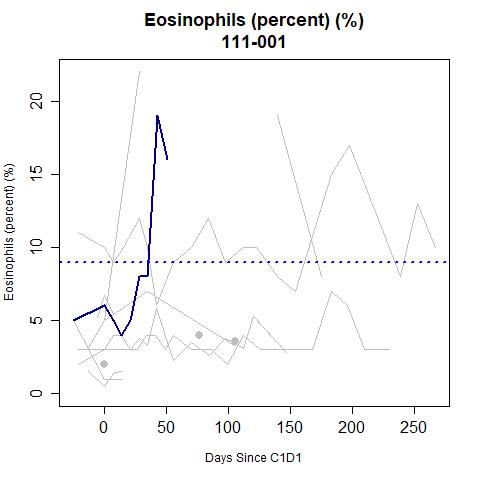 Eosinophils (percent) (%)
111-001
Eosinophils (percent) (%)
20
15
10
5
0
0 50 100 150 200 250
Days Since C1D1